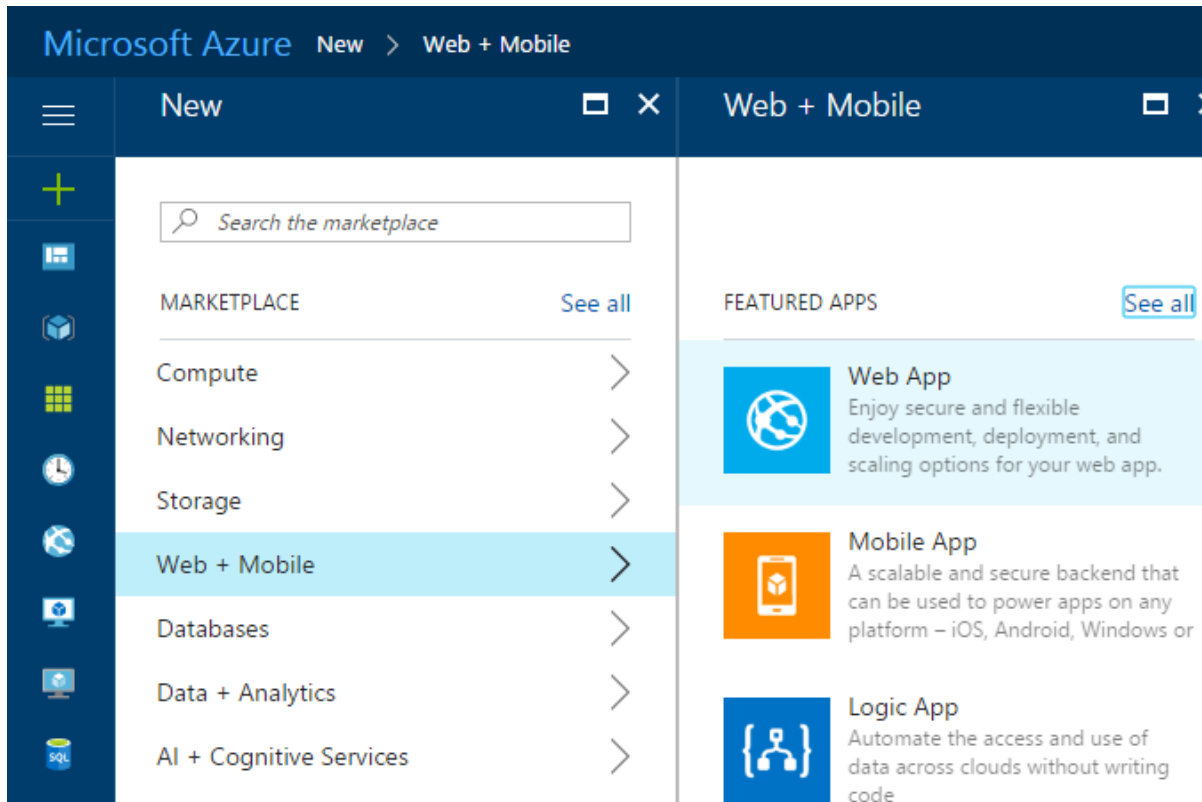 Microsoft Azure New > Web + Mobile
New
Search the marketplace
MARKETPLACE See all
Compute
Networking
Storage
Web + Mobile
Databases
Data + Analytics
AI + Cognitive Services
SQL
Web + Mobile
FEATURED APPS See all
Web App
Enjoy secure and flexible
development, deployment, and
scaling options for your web app.
Mobile App
A scalable and secure backend that
can be used to power apps on any
platform – iOS, Android, Windows or
Logic App
Automate the access and use of
data across clouds without writing
code